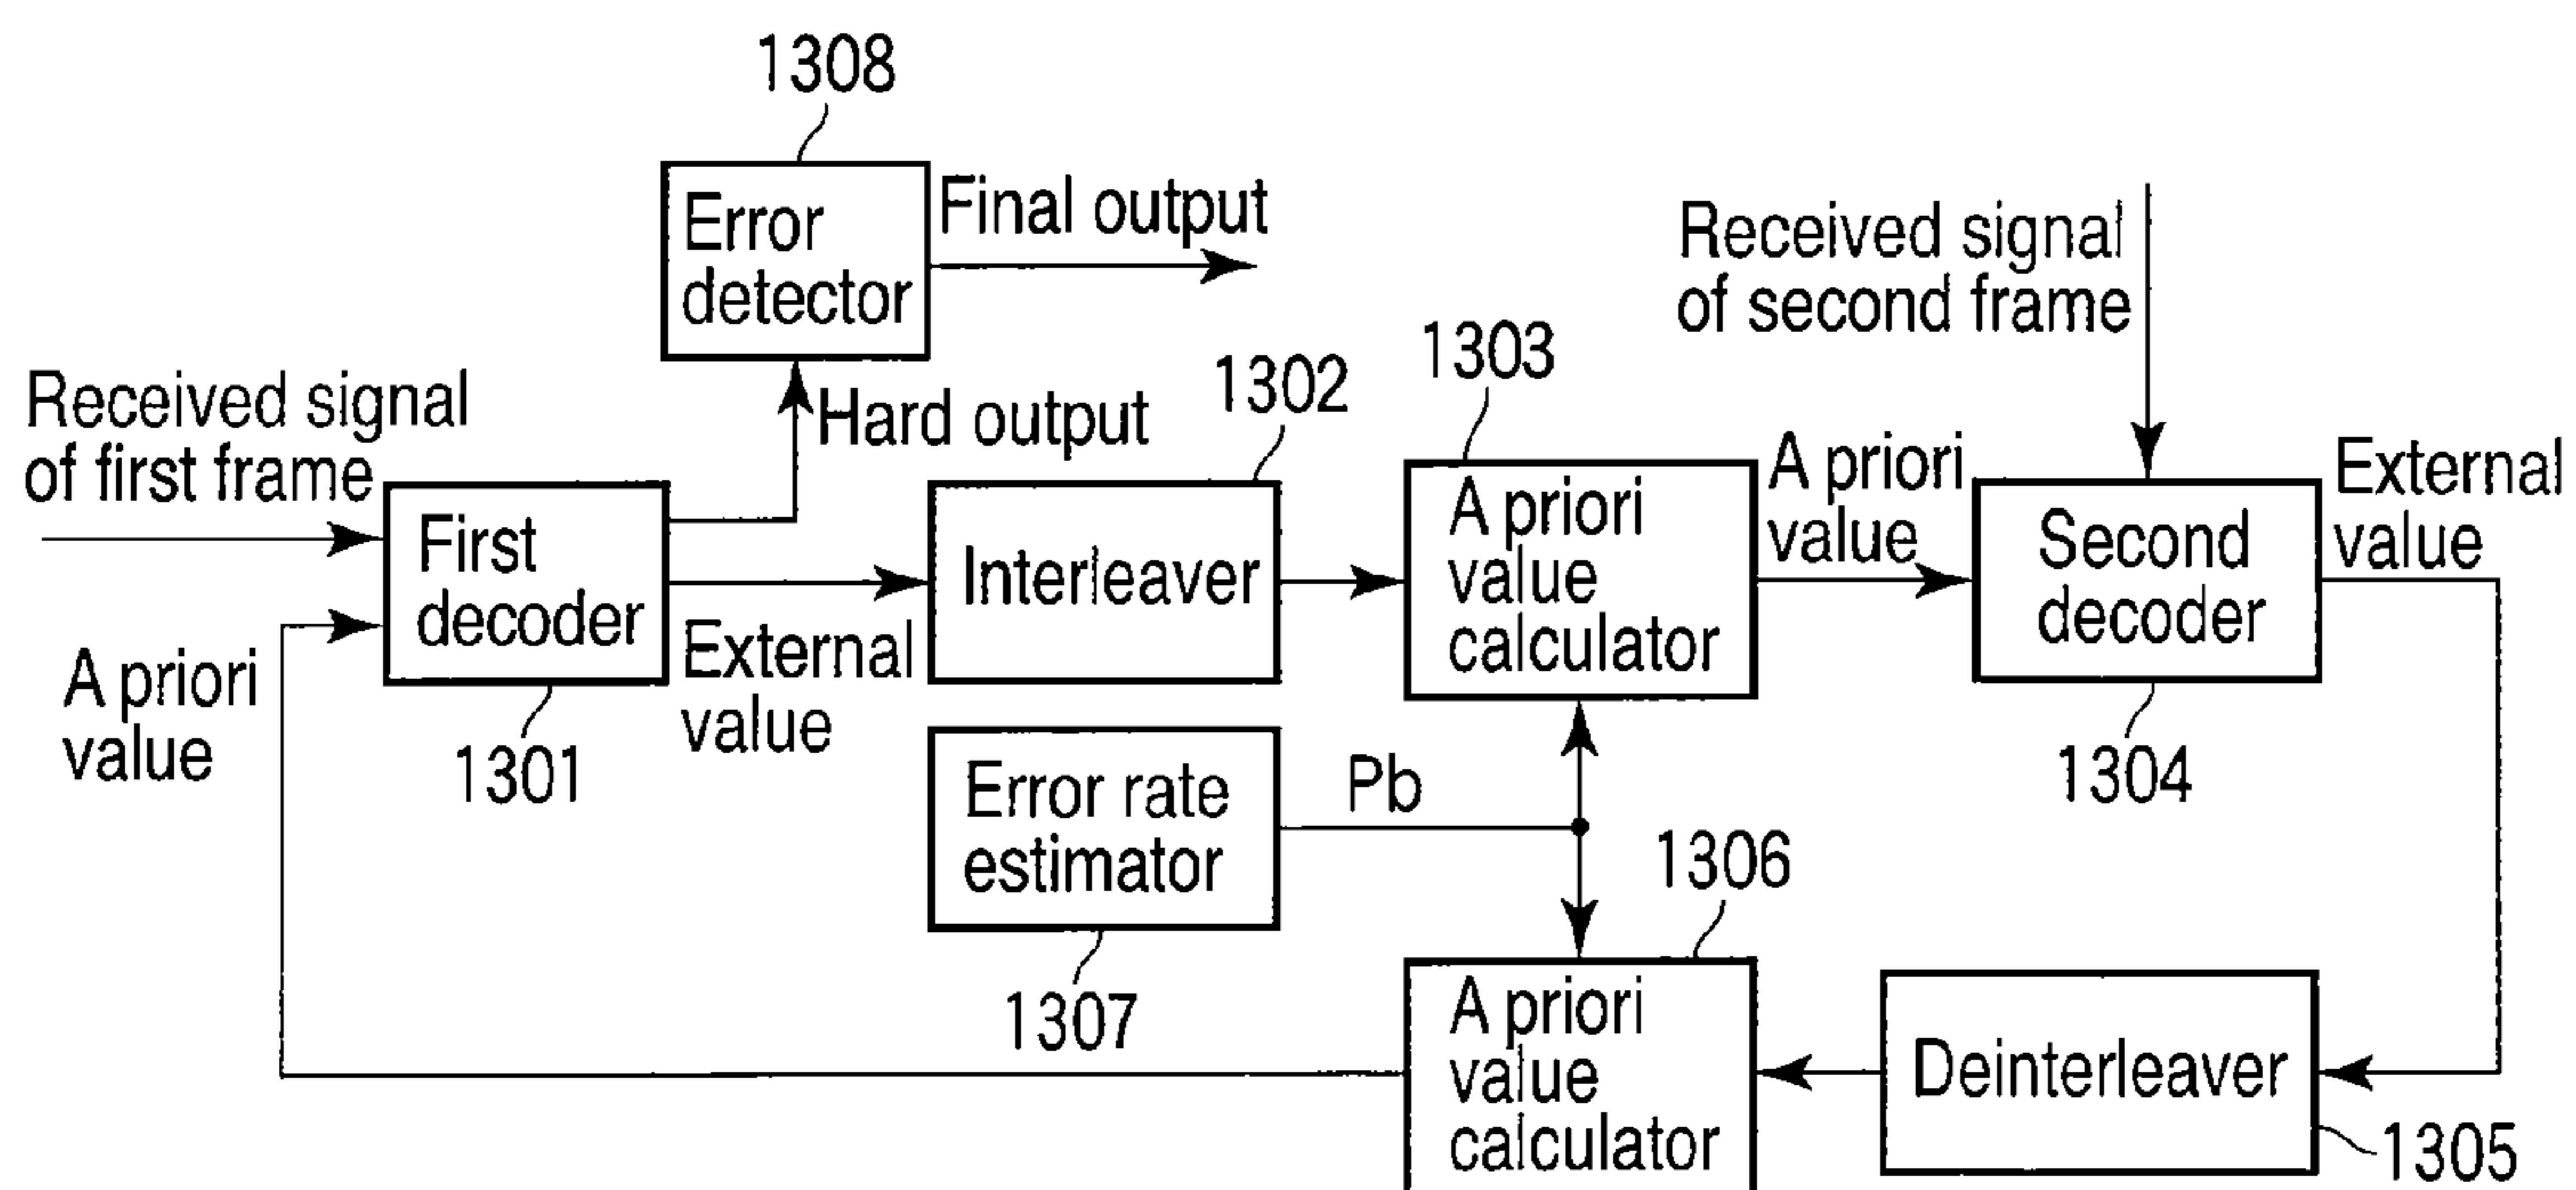 1308
Error
detector
Final output
Received signal
of second frame
1303
1302
Received signal
of first frame
Hard output
A priori
value
External
value
First
decoder
Interleaver
A priori
value
calculator
Second
decoder
A priori
value
External
value
1301
Error rate
estimator
Pb
1304
1306
1307
A priori
value
calculator
Deinterleaver
1305